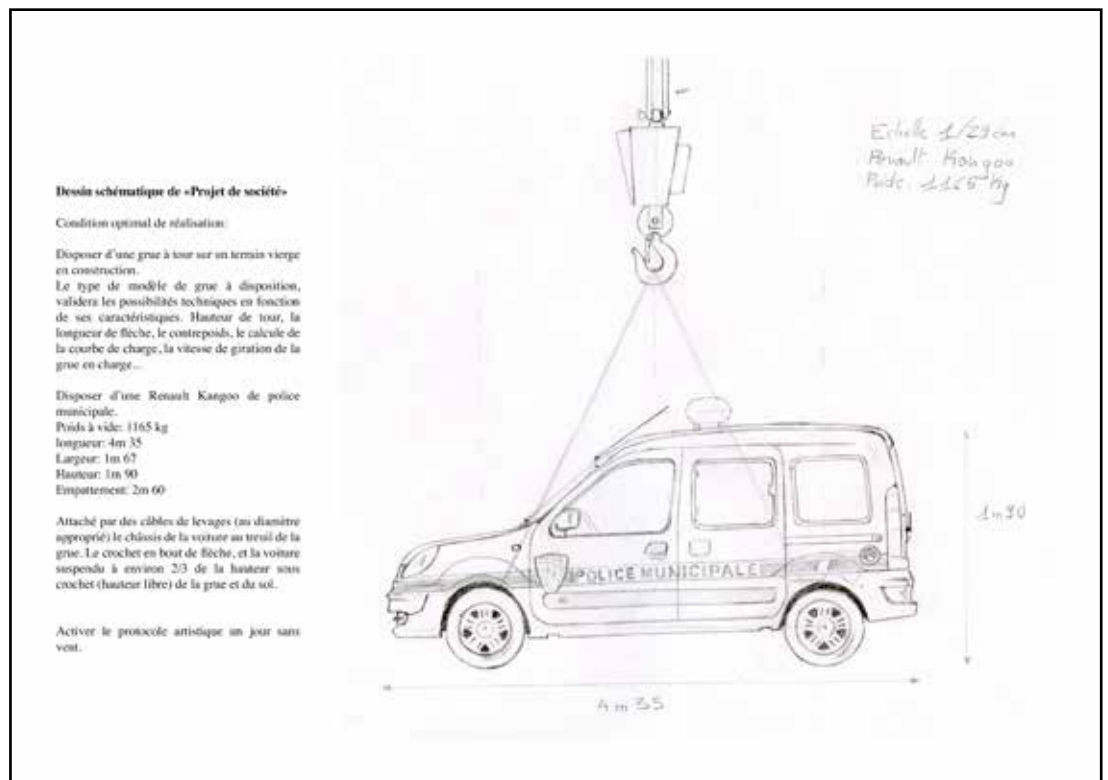 Dessin schématique de «Projet de société»
Condition optimal de réalisation:
Disposer d'une grue à tour sur un terrain vierge
en construction.
Le type de modèle de grue à disposition,
validera les possibilités techniques en fonction
de ses caractéristiques. Hauteur de tour, la
longueur de flèche, le contrepoids, le calcule de
la courbe de charge, la vitesse de giration de la
grue en charge...
Disposer d'une Renault Kangoo de police
municipale.
Poids à vide: 1165 kg
longueur: 4m 35
Largeur: 1m 67
Hauteur: 1m 90
Empattement: 2m 60
Attaché par des câbles de levages (au diamètre
approprié) le châssis de la voiture au treuil de la
grue. Le crochet en bout de flèche, et la voiture
suspendu à environ 2/3 de la hauteur sous
crochet (hauteur libre) de la grue et du sol.
Activer le protocole artistique un jour sans
vent.
Echelle 1/29 cm
Renault Kangoo
Poids: 1165 kg
POLICE MUNICIPALE
1m90
4m35